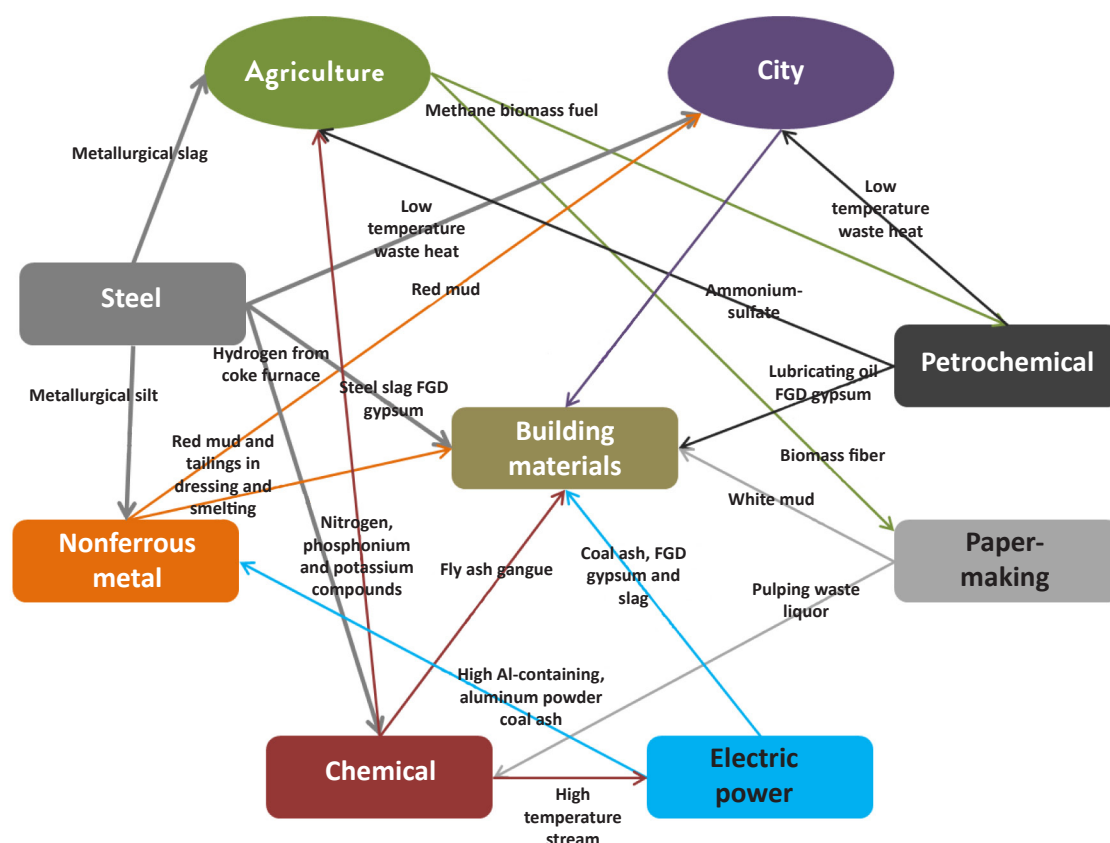 Agriculture
City
Methane biomass fuel
Metallurgical slag
Low
temperature
waste heat
Low
temperature
waste heat
Steel
Red mud
Ammonium-
sulfate
Petrochemical
Hydrogen from
coke furnace
Metallurgical silt
Steel slag FGD
gypsum
Lubricating oil
FGD gypsum
Building
materials
Red mud and
tailings in
dressing and
smelting
Biomass fiber
White mud
Nonferrous
metal
Nitrogen,
phosphonium
and potassium
compounds
Fly ash gangue
Coal ash, FGD
gypsum and
slag
Paper-
making
Pulping waste
liquor
High Al-containing,
aluminum powder
coal ash
Chemical
Electric
power
High
temperature
stream